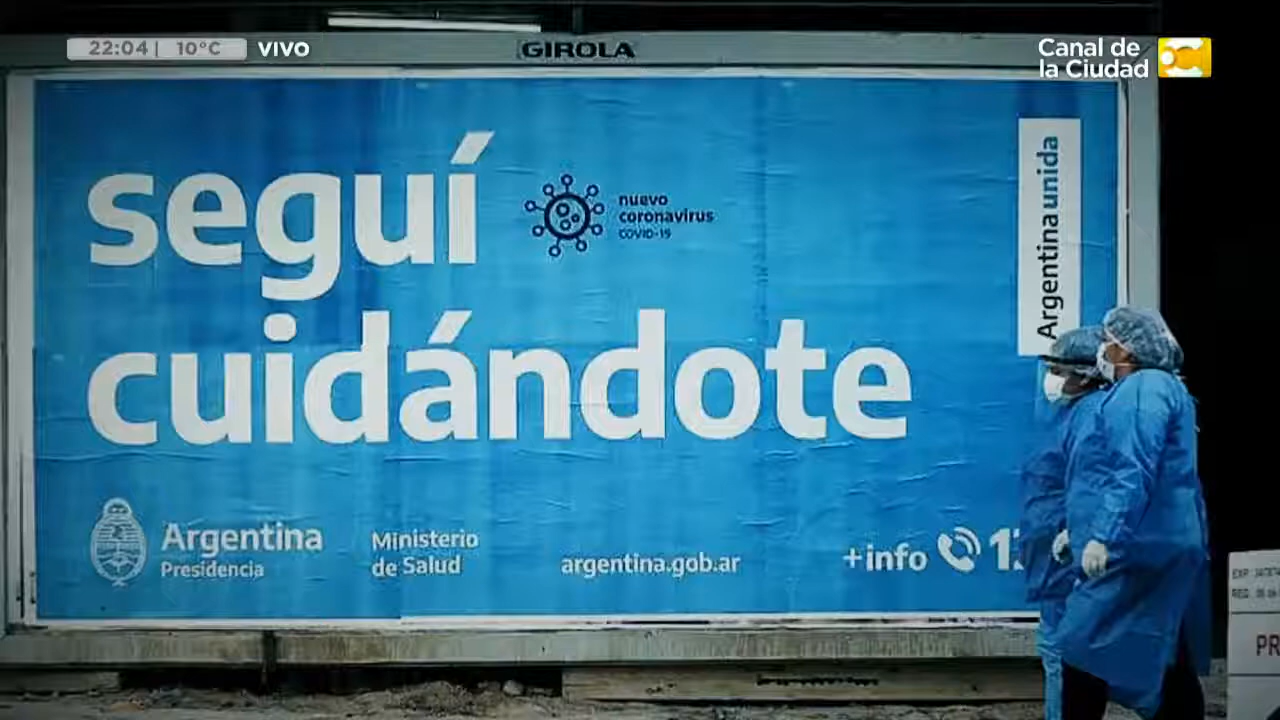 22:04 | 10°C VIVO
GIROLA
Canal de
la Ciudad
seguí
nuevo
coronavirus
COVID-19
cuidándote
Argentina unida
Argentina
Presidencia
Ministerio
de Salud
argentina.gob.ar
+info
PR